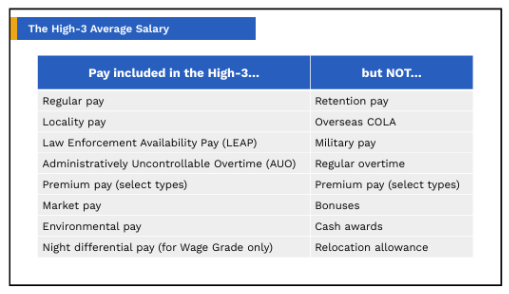 The High-3 Average Salary
Pay included in the High-3... but NOT...
Regular pay Retention pay
Locality pay Overseas COLA
Law Enforcement Availability Pay (LEAP) Military pay
Administratively Uncontrollable Overtime (AUO) Regular overtime
Premium pay (select types) Premium pay (select types)
Market pay Bonuses
Environmental pay Cash awards
Night differential pay (for Wage Grade only) Relocation allowance